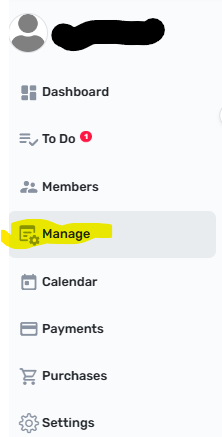 Dashboard
To Do 1
Members
Manage
Calendar
Payments
Purchases
Settings